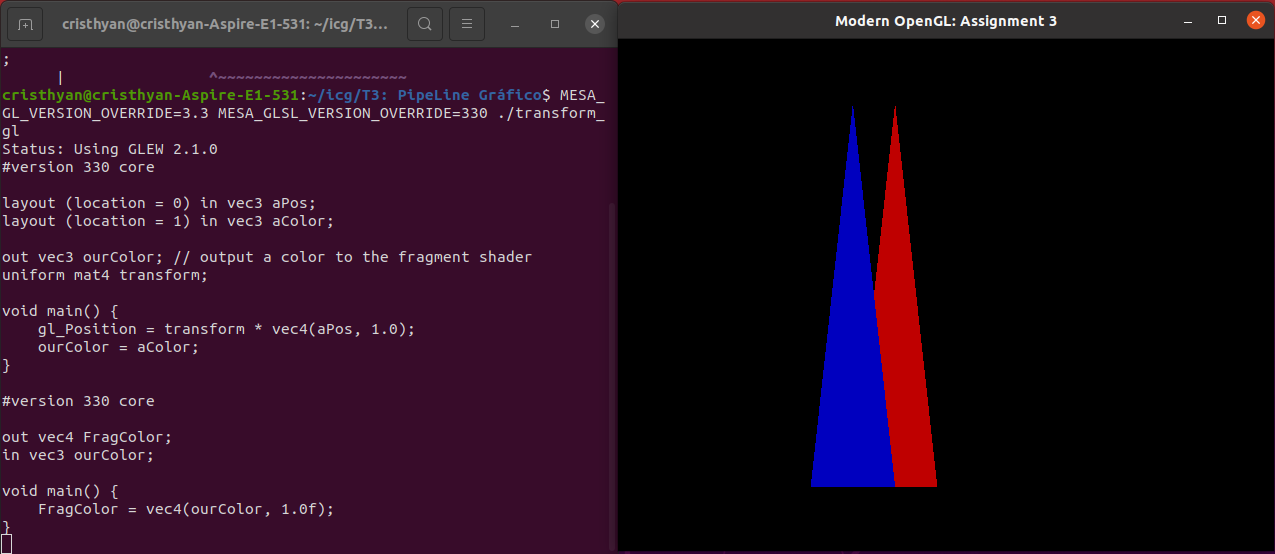 cristhyan@cristhyan-Aspire-E1-531: ~/icg/T3...
;
      |                ^~~~~~~~~~~~~~~~~~~~~~
cristhyan@cristhyan-Aspire-E1-531:~/icg/T3: PipeLine Gráfico$ MESA_
GL_VERSION_OVERRIDE=3.3 MESA_GLSL_VERSION_OVERRIDE=330 ./transform_
gl
Status: Using GLEW 2.1.0
#version 330 core

layout (location = 0) in vec3 aPos;
layout (location = 1) in vec3 aColor;

out vec3 ourColor; // output a color to the fragment shader
uniform mat4 transform;

void main() {
    gl_Position = transform * vec4(aPos, 1.0);
    ourColor = aColor;
}

#version 330 core

out vec4 FragColor;
in vec3 ourColor;

void main() {
    FragColor = vec4(ourColor, 1.0f);
}
Modern OpenGL: Assignment 3